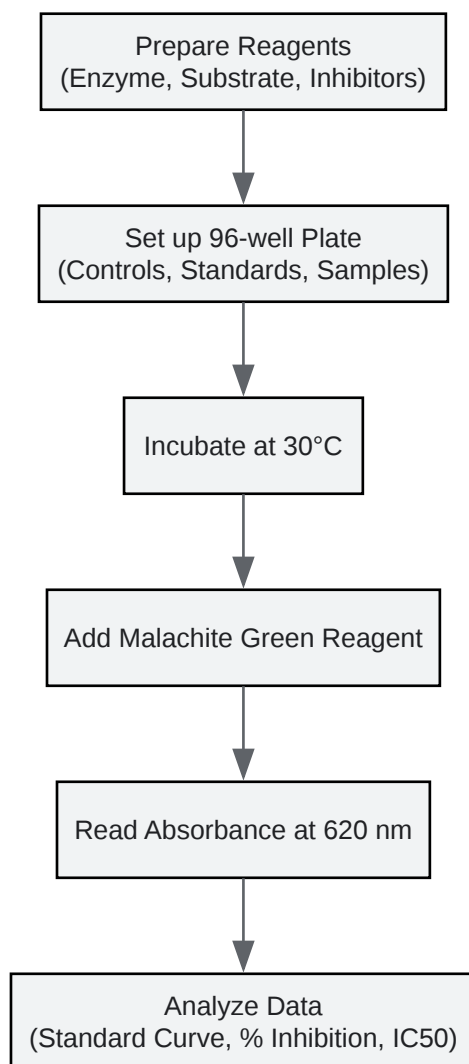 Prepare Reagents
(Enzyme, Substrate, Inhibitors)
Set up 96-well Plate
(Controls, Standards, Samples)
Incubate at 30°C
Add Malachite Green Reagent
Read Absorbance at 620 nm
Analyze Data
(Standard Curve, % Inhibition, IC50)